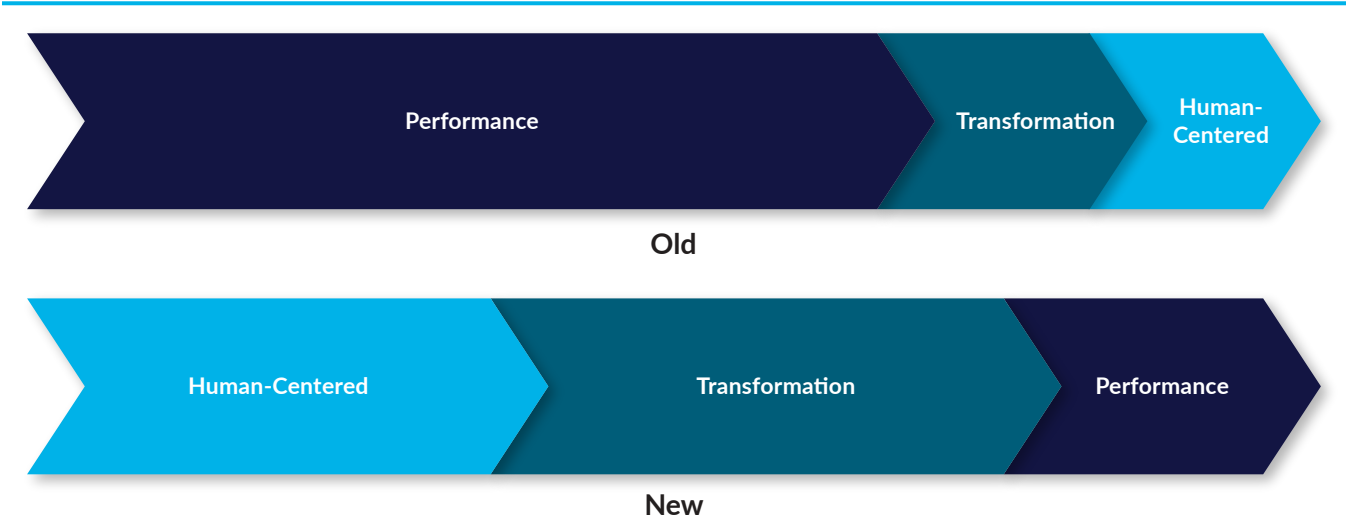 Performance
Transformation
Human-
Centered
Old
Human-Centered
Transformation
Performance
New